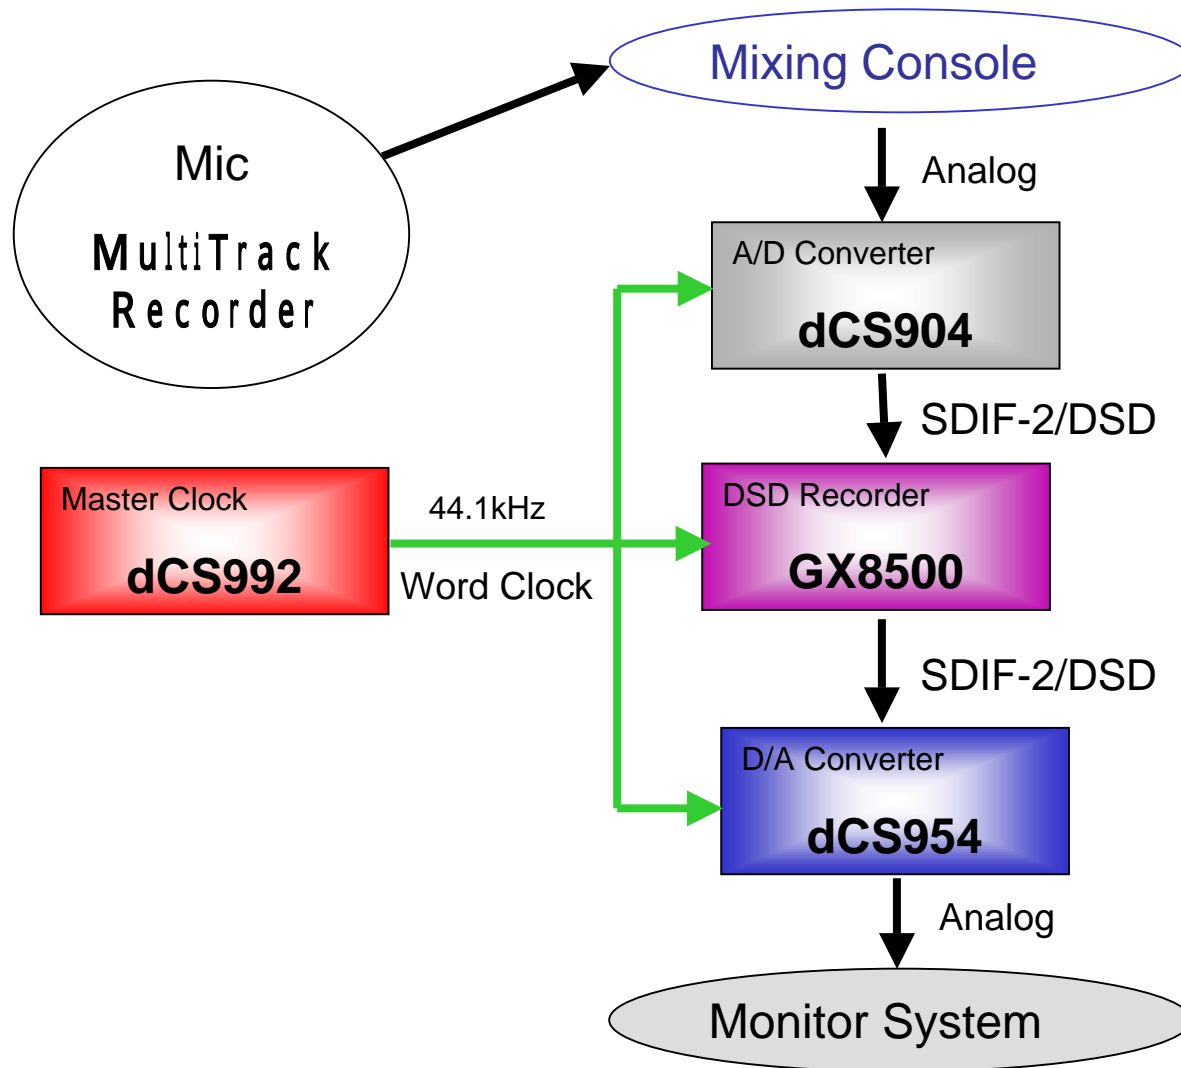 Mixing Console
Mic
MultiTrack
Recorder
Analog
A/D Converter
dCS904
SDIF-2/DSD
Master Clock
dCS992
44.1kHz
Word Clock
DSD Recorder
GX8500
SDIF-2/DSD
D/A Converter
dCS954
Analog
Monitor System